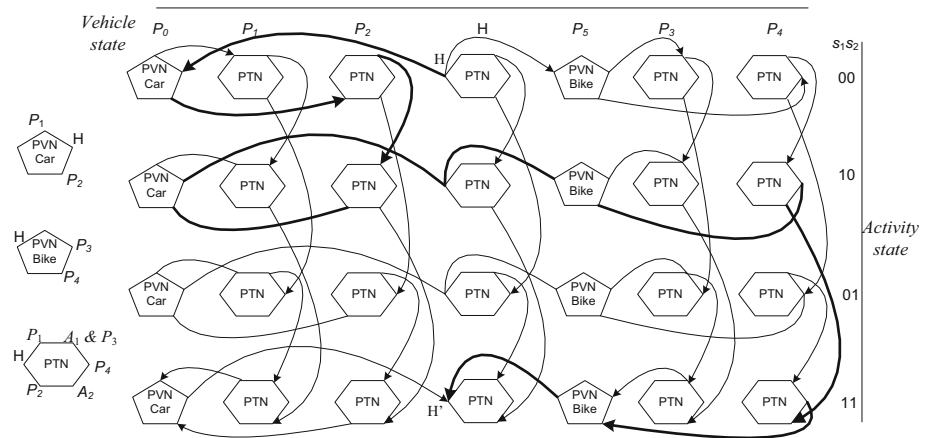 Vehicle state
P0 P1 P2 H P5 P3 P4
s1s2
H
PVN Car PTN PTN PTN PVN Bike PTN PTN 00
P1
PVN Car
H
P2
PVN Car PTN PTN PTN PVN Bike PTN PTN 10
Activity state
H
PVN Bike
P3
P4
PVN Car PTN PTN PTN PVN Bike PTN PTN 01
P1 A1 & P3
H PTN P4
P2 A2
PVN Car PTN PTN H' PTN PVN Bike PTN PTN 11